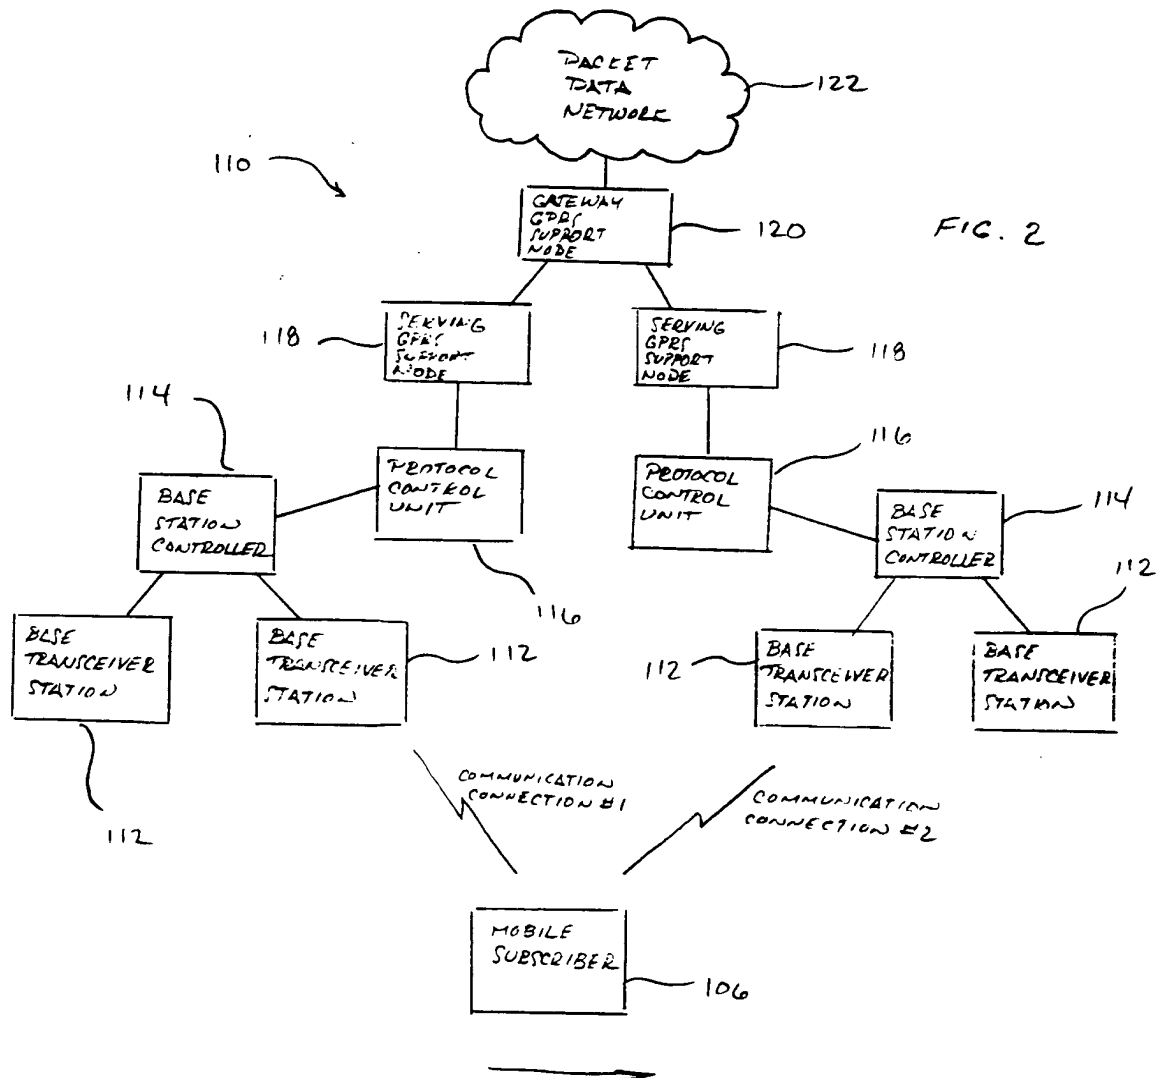 PACKET
DATA
NETWORK
122
110
GATEWAY
GPRS
SUPPORT
NODE
120
FIG. 2
118
SERVING
GPRS
SUPPORT
NODE
SERVING
GPRS
SUPPORT
NODE
118
114
116
BASE
STATION
CONTROLLER
PROTOCOL
CONTROL
UNIT
PROTOCOL
CONTROL
UNIT
BASE
STATION
CONTROLLER
114
112
116
BASE
TRANSCEIVER
STATION
BASE
TRANSCEIVER
STATION
112
112
BASE
TRANSCEIVER
STATION
BASE
TRANSCEIVER
STATION
112
COMMUNICATION
CONNECTION #1
COMMUNICATION
CONNECTION #2
MOBILE
SUBSCRIBER
106